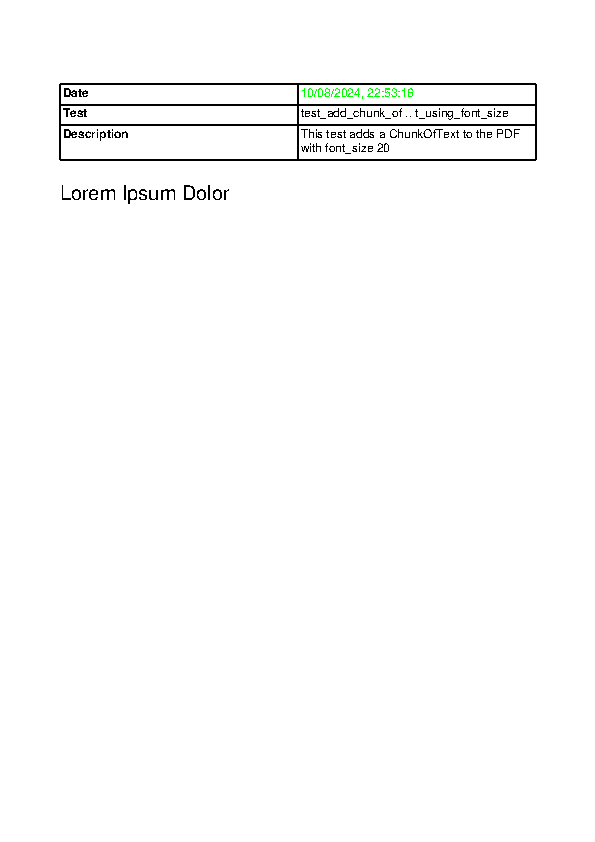 Date 10/08/2024, 22:53:18
Test test_add_chunk_of .. t_using_font_size
Description This test adds a ChunkOfText to the PDF
with font_size 20
Lorem Ipsum Dolor